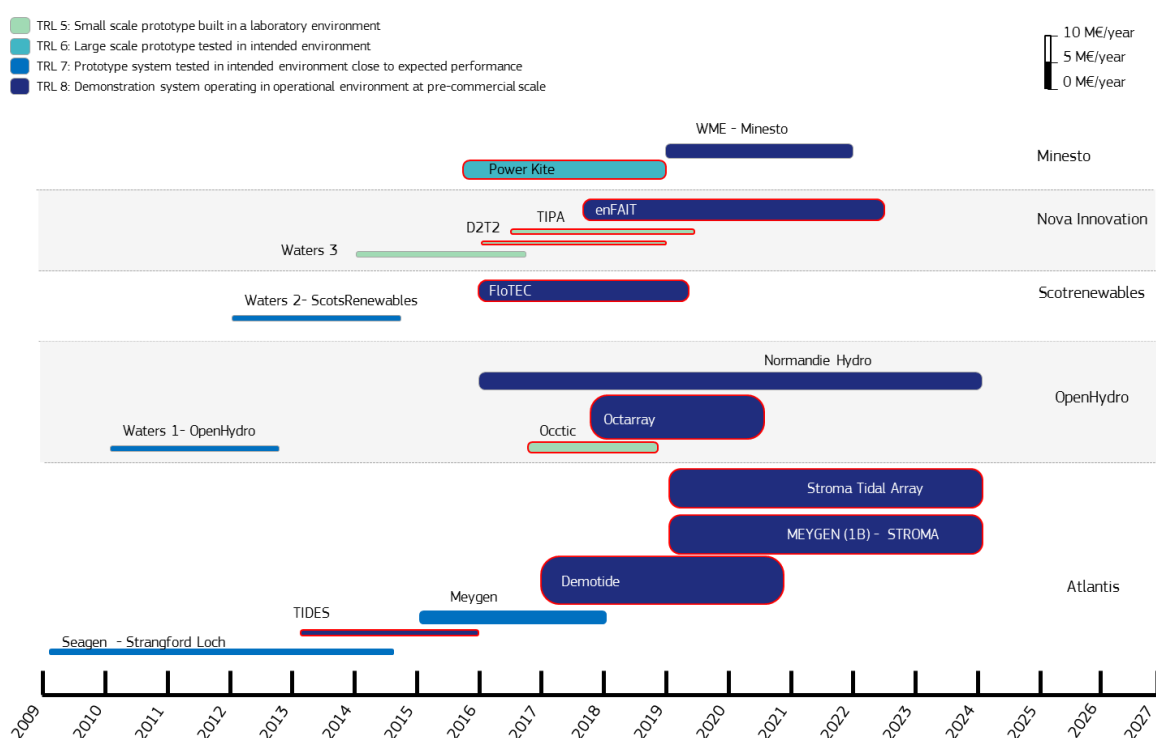 TRL 5: Small scale prototype built in a laboratory environment
TRL 6: Large scale prototype tested in intended environment
TRL 7: Prototype system tested in intended environment close to expected performance
TRL 8: Demonstration system operating in operational environment at pre-commercial scale
10 M€/year
5 M€/year
0 M€/year
WME - Minesto
Minesto
Power Kite
enFAIT
TIPA
Nova Innovation
D2T2
Waters 3
FloTEC
Scotrenewables
Waters 2- ScotsRenewables
Normandie Hydro
OpenHydro
Octarray
Waters 1- OpenHydro
Occtic
Stroma Tidal Array
MEYGEN (1B) - STROMA
Demotide
Atlantis
Meygen
TIDES
Seagen - Strangford Loch
2009
2010
2011
2012
2013
2014
2015
2016
2017
2018
2019
2020
2021
2022
2023
2024
2025
2026
2027